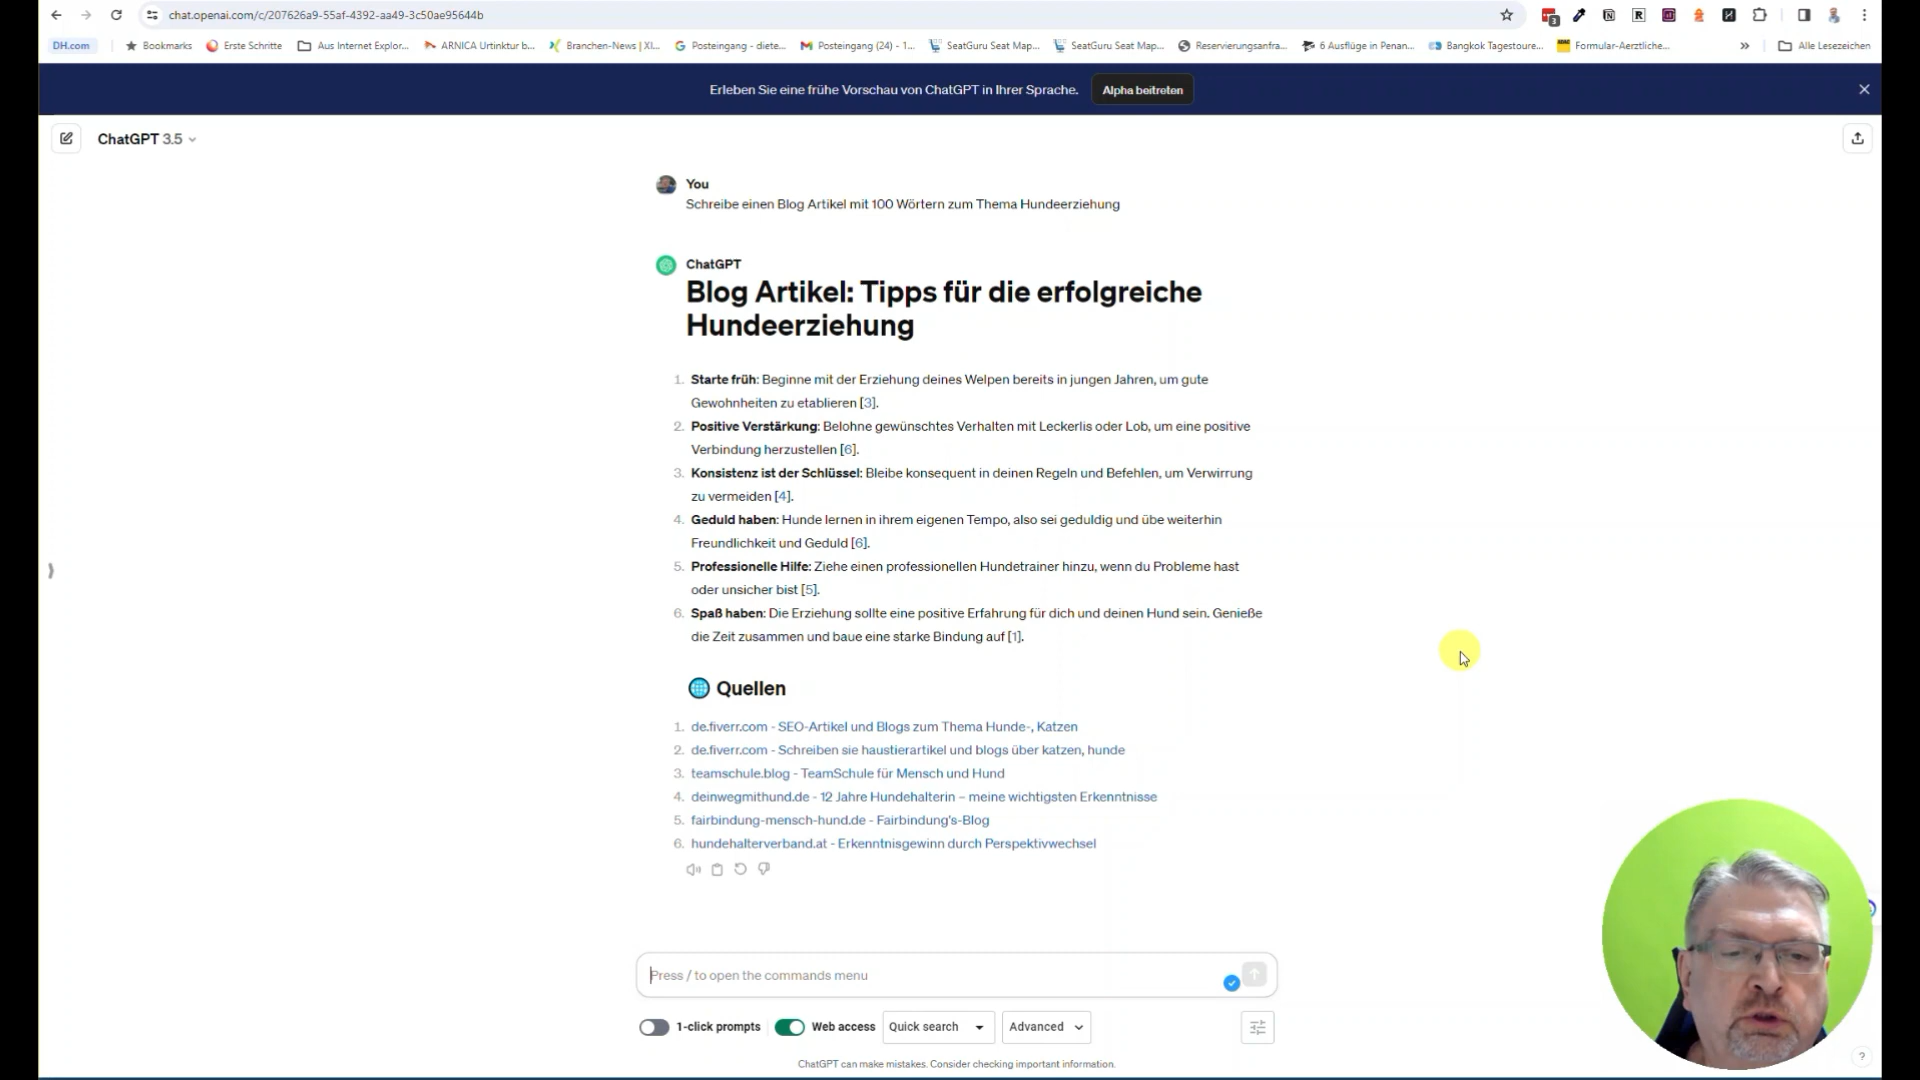 chat.openai.com/c/207626a9-55af-4392-aa49-3c50ae95644b
3
DH.com
Bookmarks
Erste Schritte
Aus Internet Explor...
ARNICA Urtinktur b...
Branchen-News | XI...
Posteingang - diete...
Posteingang (24) - 1...
SeatGuru Seat Map...
SeatGuru Seat Map...
Reservierungsanfra...
6 Ausflüge in Penan...
Bangkok Tagestoure...
Formular-Aerztliche...
»
Alle Lesezeichen
Erleben Sie eine frühe Vorschau von ChatGPT in Ihrer Sprache.
Alpha beitreten
ChatGPT 3.5
You
Schreibe einen Blog Artikel mit 100 Wörtern zum Thema Hundeerziehung
ChatGPT
Blog Artikel: Tipps für die erfolgreiche
Hundeerziehung
1. Starte früh: Beginne mit der Erziehung deines Welpen bereits in jungen Jahren, um gute
Gewohnheiten zu etablieren [3].
2. Positive Verstärkung: Belohne gewünschtes Verhalten mit Leckerlis oder Lob, um eine positive
Verbindung herzustellen [6].
3. Konsistenz ist der Schlüssel: Bleibe konsequent in deinen Regeln und Befehlen, um Verwirrung
zu vermeiden [4].
4. Geduld haben: Hunde lernen in ihrem eigenen Tempo, also sei geduldig und übe weiterhin
Freundlichkeit und Geduld [6].
5. Professionelle Hilfe: Ziehe einen professionellen Hundetrainer hinzu, wenn du Probleme hast
oder unsicher bist [5].
6. Spaß haben: Die Erziehung sollte eine positive Erfahrung für dich und deinen Hund sein. Genieße
die Zeit zusammen und baue eine starke Bindung auf [1].
Quellen
1. de.fiverr.com - SEO-Artikel und Blogs zum Thema Hunde-, Katzen
2. de.fiverr.com - Schreiben sie haustierartikel und blogs über katzen, hunde
3. teamschule.blog - TeamSchule für Mensch und Hund
4. deinwegmithund.de - 12 Jahre Hundehalterin – meine wichtigsten Erkenntnisse
5. fairbindung-mensch-hund.de - Fairbindung's-Blog
6. hundehalterverband.at - Erkenntnisgewinn durch Perspektivwechsel
Press / to open the commands menu
1-click prompts
Web access
Quick search
Advanced
ChatGPT can make mistakes. Consider checking important information.
?